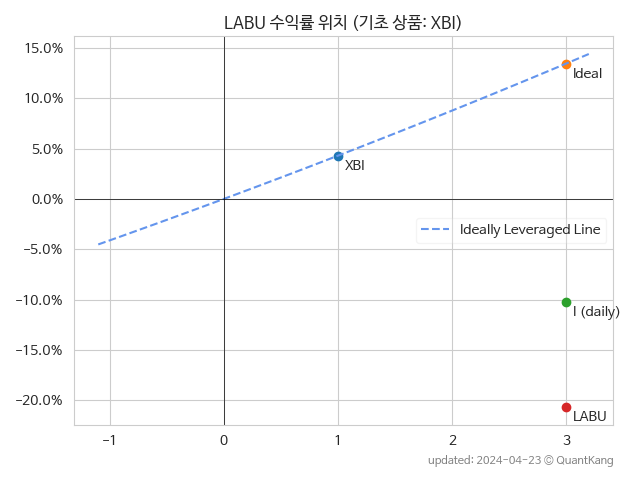 LABU 수익률 위치 (기초 상품: XBI)
15.0%
10.0%
5.0%
0.0%
−5.0%
−10.0%
−15.0%
−20.0%
Ideal
XBI
Ideally Leveraged Line
I (daily)
LABU
−1
0
1
2
3
updated: 2024-04-23 © QuantKang